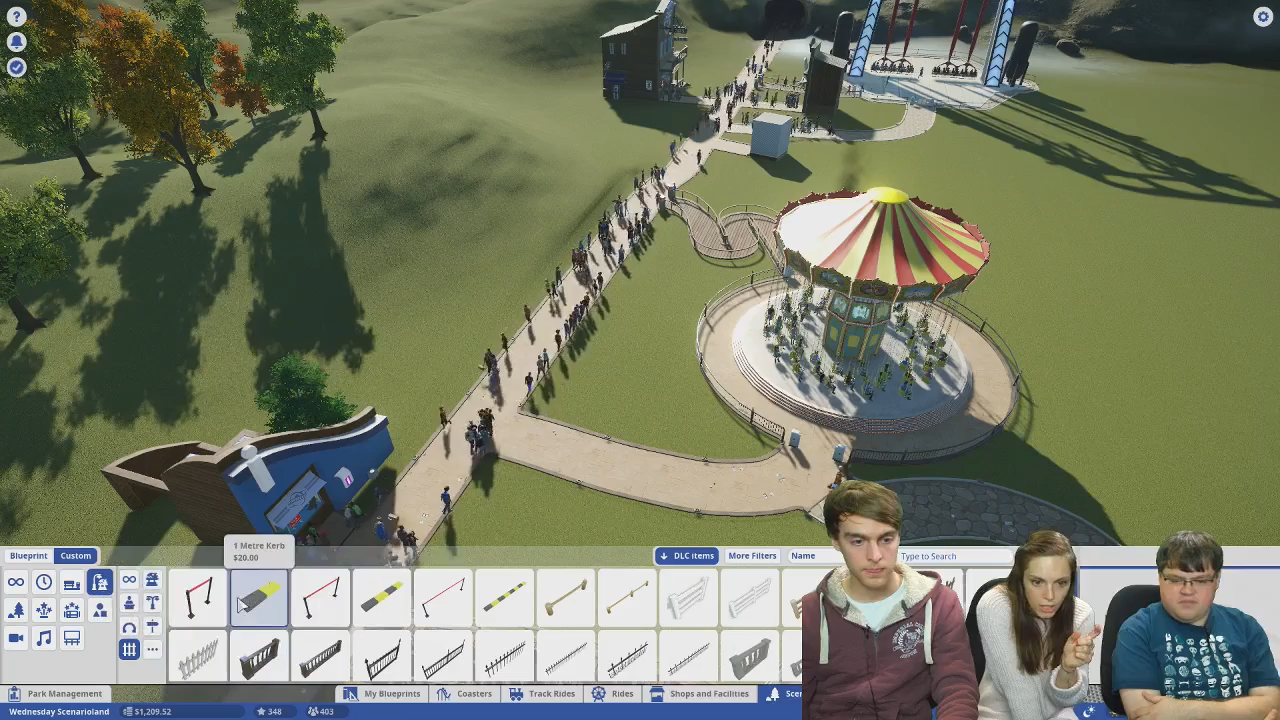 1 Metre Kerb
$20.00
Blueprint Custom
DLC items More Filters Name Type to Search
Park Management My Blueprints Coasters Track Rides Rides Shops and Facilities
Wednesday Scenarioland $1,209.52 348 403